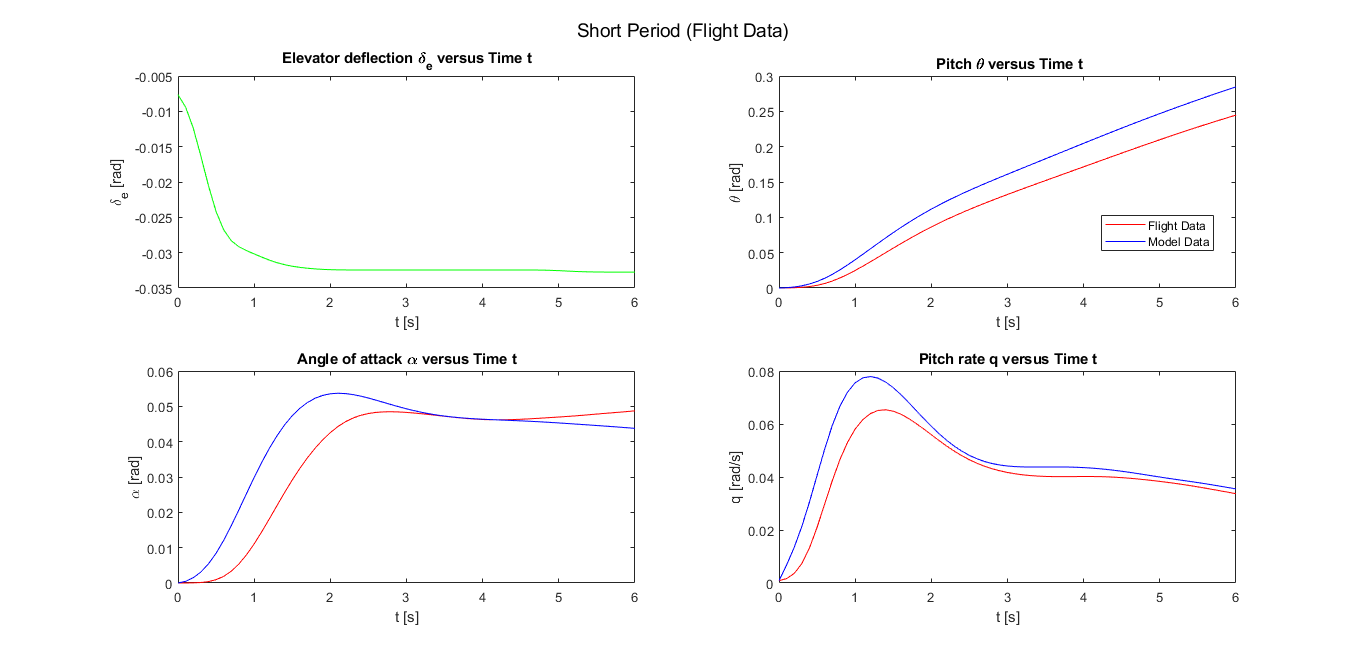 Short Period (Flight Data)
Elevator deflection δe versus Time t
-0.005
-0.01
-0.015
-0.02
-0.025
-0.03
-0.035
δe [rad]
0 1 2 3 4 5 6
t [s]
Pitch θ versus Time t
0.3
0.25
0.2
0.15
0.1
0.05
0
θ [rad]
Flight Data
Model Data
0 1 2 3 4 5 6
t [s]
Angle of attack α versus Time t
0.06
0.05
0.04
0.03
0.02
0.01
0
α [rad]
0 1 2 3 4 5 6
t [s]
Pitch rate q versus Time t
0.08
0.06
0.04
0.02
0
q [rad/s]
0 1 2 3 4 5 6
t [s]